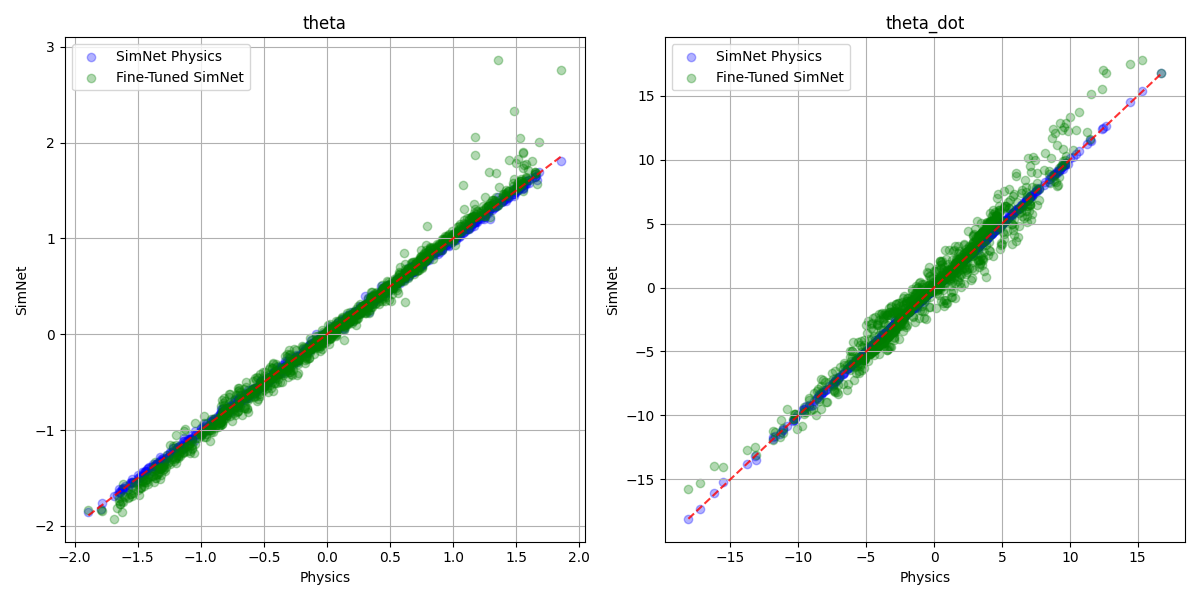 theta
SimNet Physics
Fine-Tuned SimNet
3
2
1
0
−1
−2
SimNet
−2.0 −1.5 −1.0 −0.5 0.0 0.5 1.0 1.5 2.0
Physics
theta_dot
SimNet Physics
Fine-Tuned SimNet
15
10
5
0
−5
−10
−15
SimNet
−15 −10 −5 0 5 10 15
Physics